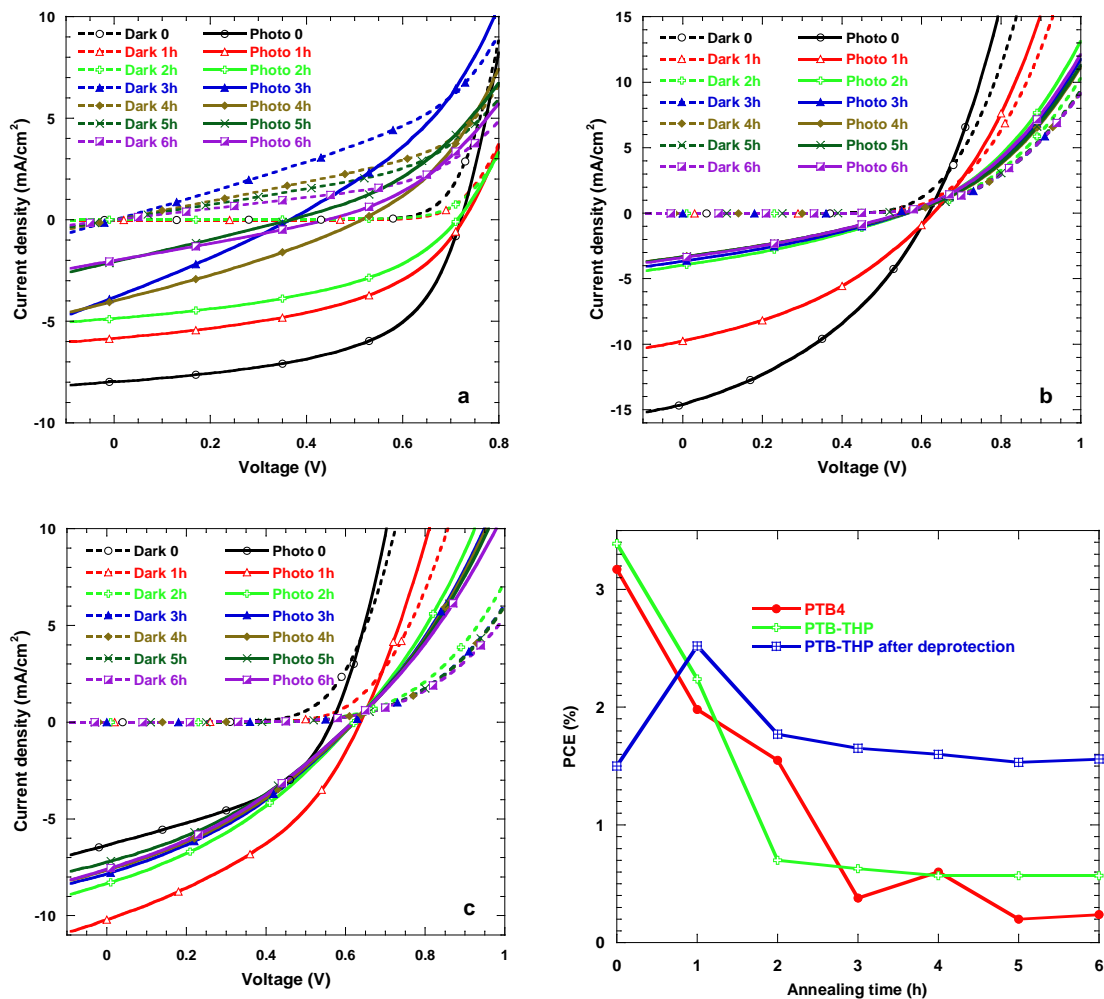 15
10
Dark 0 Photo 0
Dark 1h Photo 1h
Dark 2h Photo 2h
Dark 3h Photo 3h
Dark 4h Photo 4h
Dark 5h Photo 5h
Dark 6h Photo 6h
5
0
-5
-10
Current density (mA/cm²)
a
0 0.2 0.4 0.6 0.8
Voltage (V)
Dark 0 Photo 0
Dark 1h Photo 1h
Dark 2h Photo 2h
Dark 3h Photo 3h
Dark 4h Photo 4h
Dark 5h Photo 5h
Dark 6h Photo 6h
10
5
0
-5
-10
-15
Current density (mA/cm²)
b
0 0.2 0.4 0.6 0.8 1
Voltage (V)
10
Dark 0 Photo 0
Dark 1h Photo 1h
Dark 2h Photo 2h
Dark 3h Photo 3h
Dark 4h Photo 4h
Dark 5h Photo 5h
Dark 6h Photo 6h
5
0
-5
-10
Current density (mA/cm²)
c
0 0.2 0.4 0.6 0.8 1
Voltage (V)
PTB4
PTB-THP
PTB-THP after deprotection
3
2
1
0
PCE (%)
0 1 2 3 4 5 6
Annealing time (h)